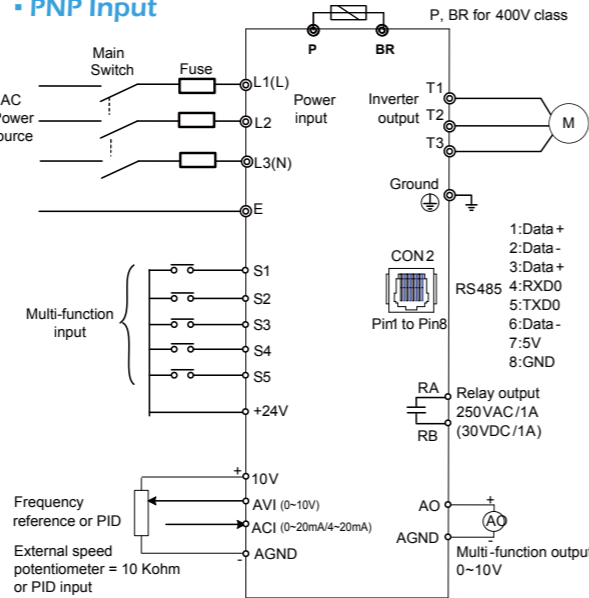 ▪ PNP Input
P, BR for 400V class
P
BR
Main
Switch
Fuse
AC
Power
source
L1(L)
L2
L3(N)
E
Power
input
Inverter
output
T1
T2
T3
M
Ground
CON2
Pin1 to Pin8
RS485
1:Data+
2:Data-
3:Data+
4:RXD0
5:TXD0
6:Data-
7:5V
8:GND
Multi-function
input
S1
S2
S3
S4
S5
+24V
RA
RB
Relay output
250VAC/1A
(30VDC/1A)
+
10V
AVI (0~10V)
ACI (0~20mA/4~20mA)
-
AGND
Frequency
reference or PID
External speed
potentiometer = 10 Kohm
or PID input
AO
AGND
+
AO
-
Multi-function output
0~10V